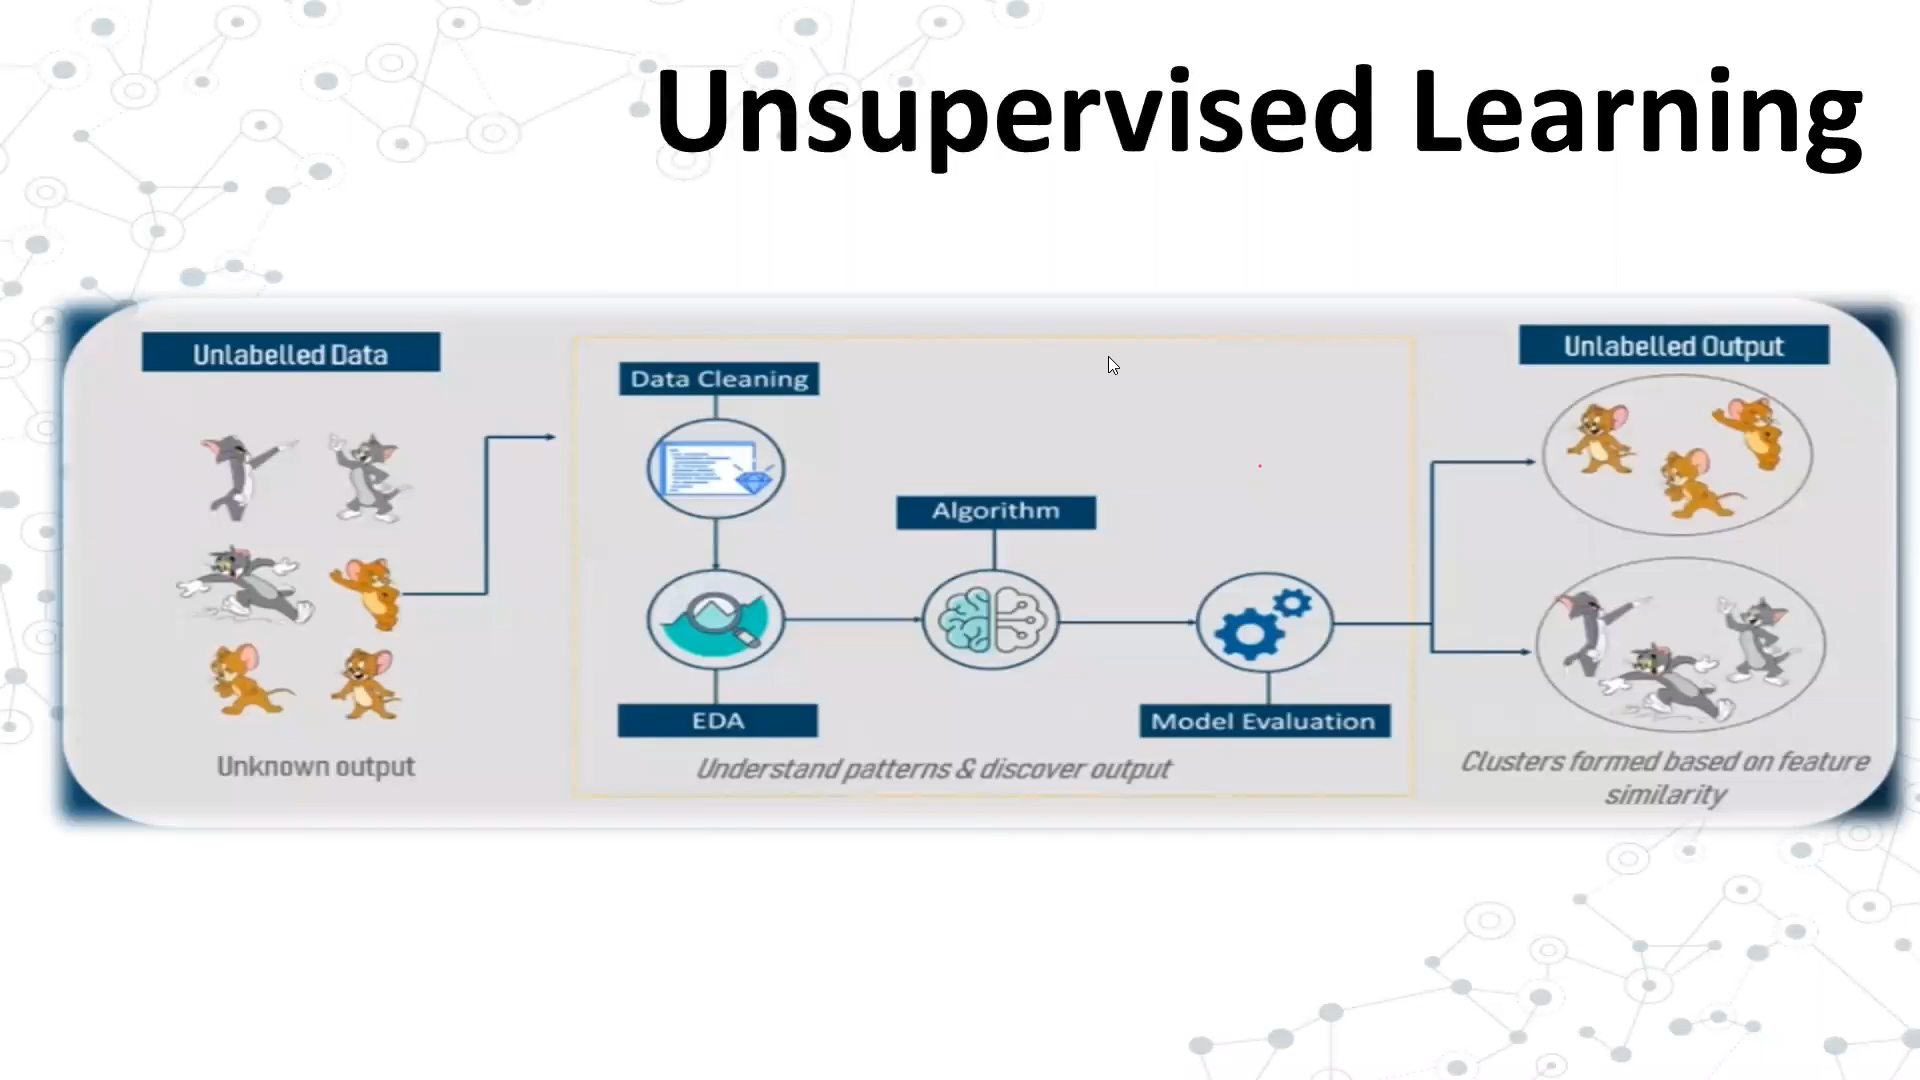 Unsupervised Learning
Unlabelled Data
Unknown output
Data Cleaning
EDA
Algorithm
Model Evaluation
Understand patterns & discover output
Unlabelled Output
Clusters formed based on feature
similarity